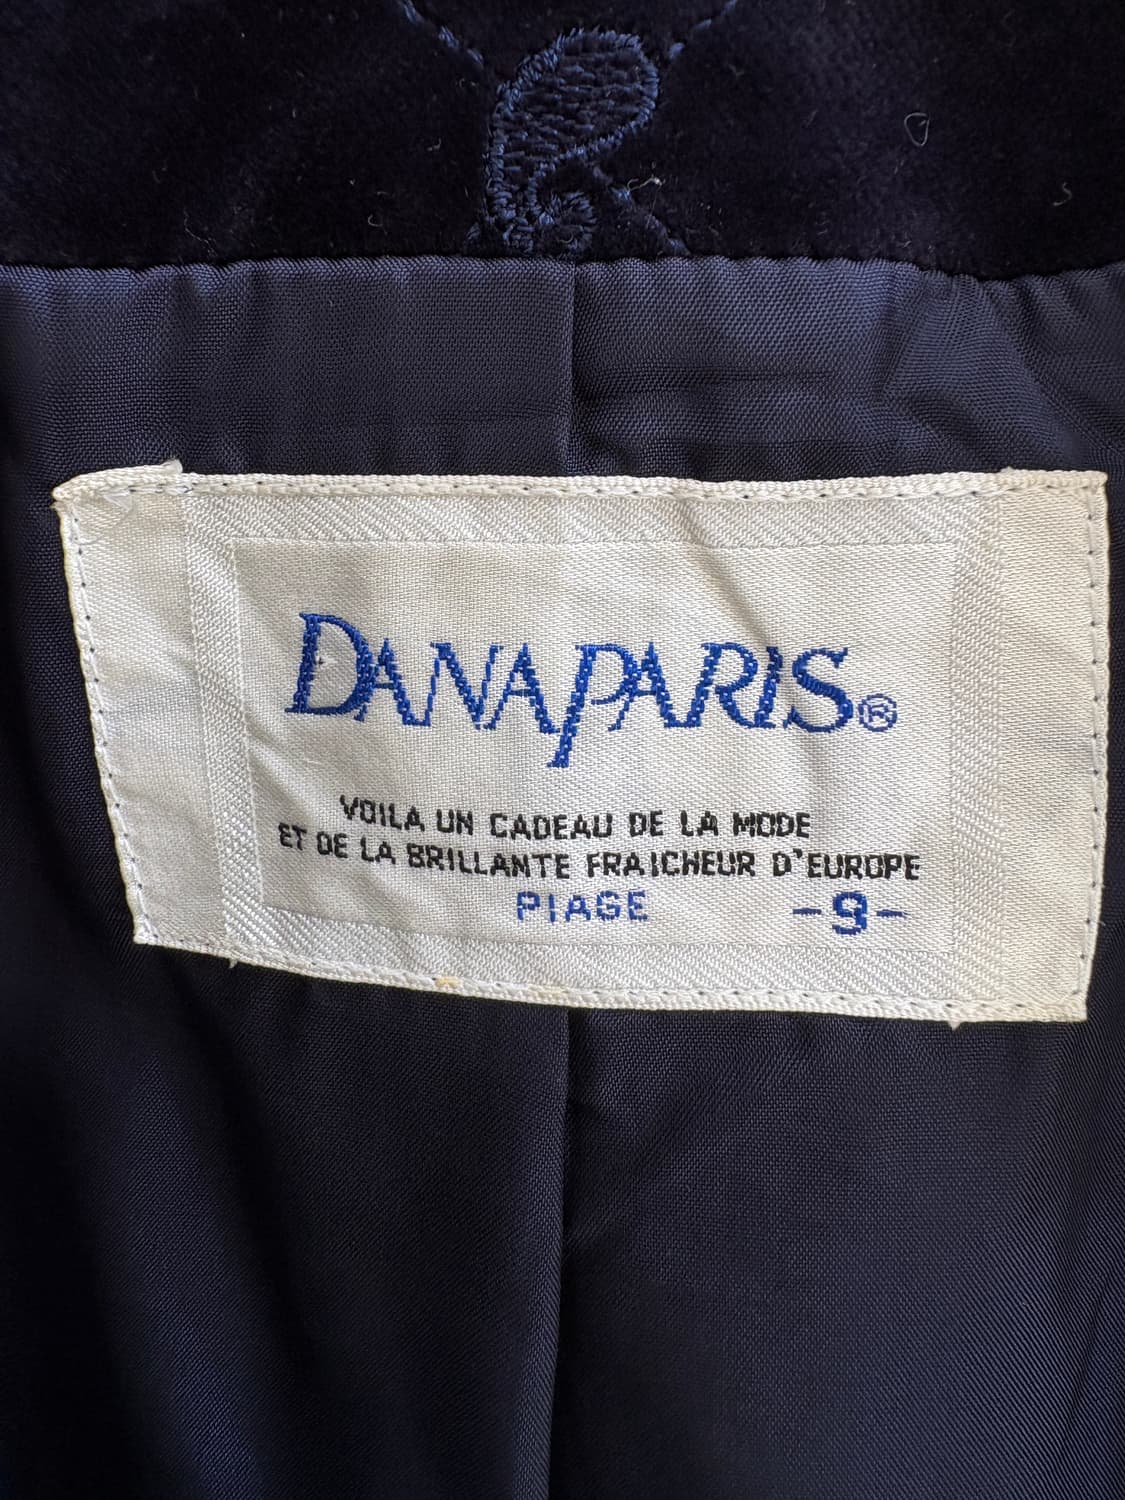 DANAPARIS®
VOILA UN CADEAU DE LA MODE
ET DE LA BRILLANTE FRAICHEUR D'EUROPE
PIAGE -9-